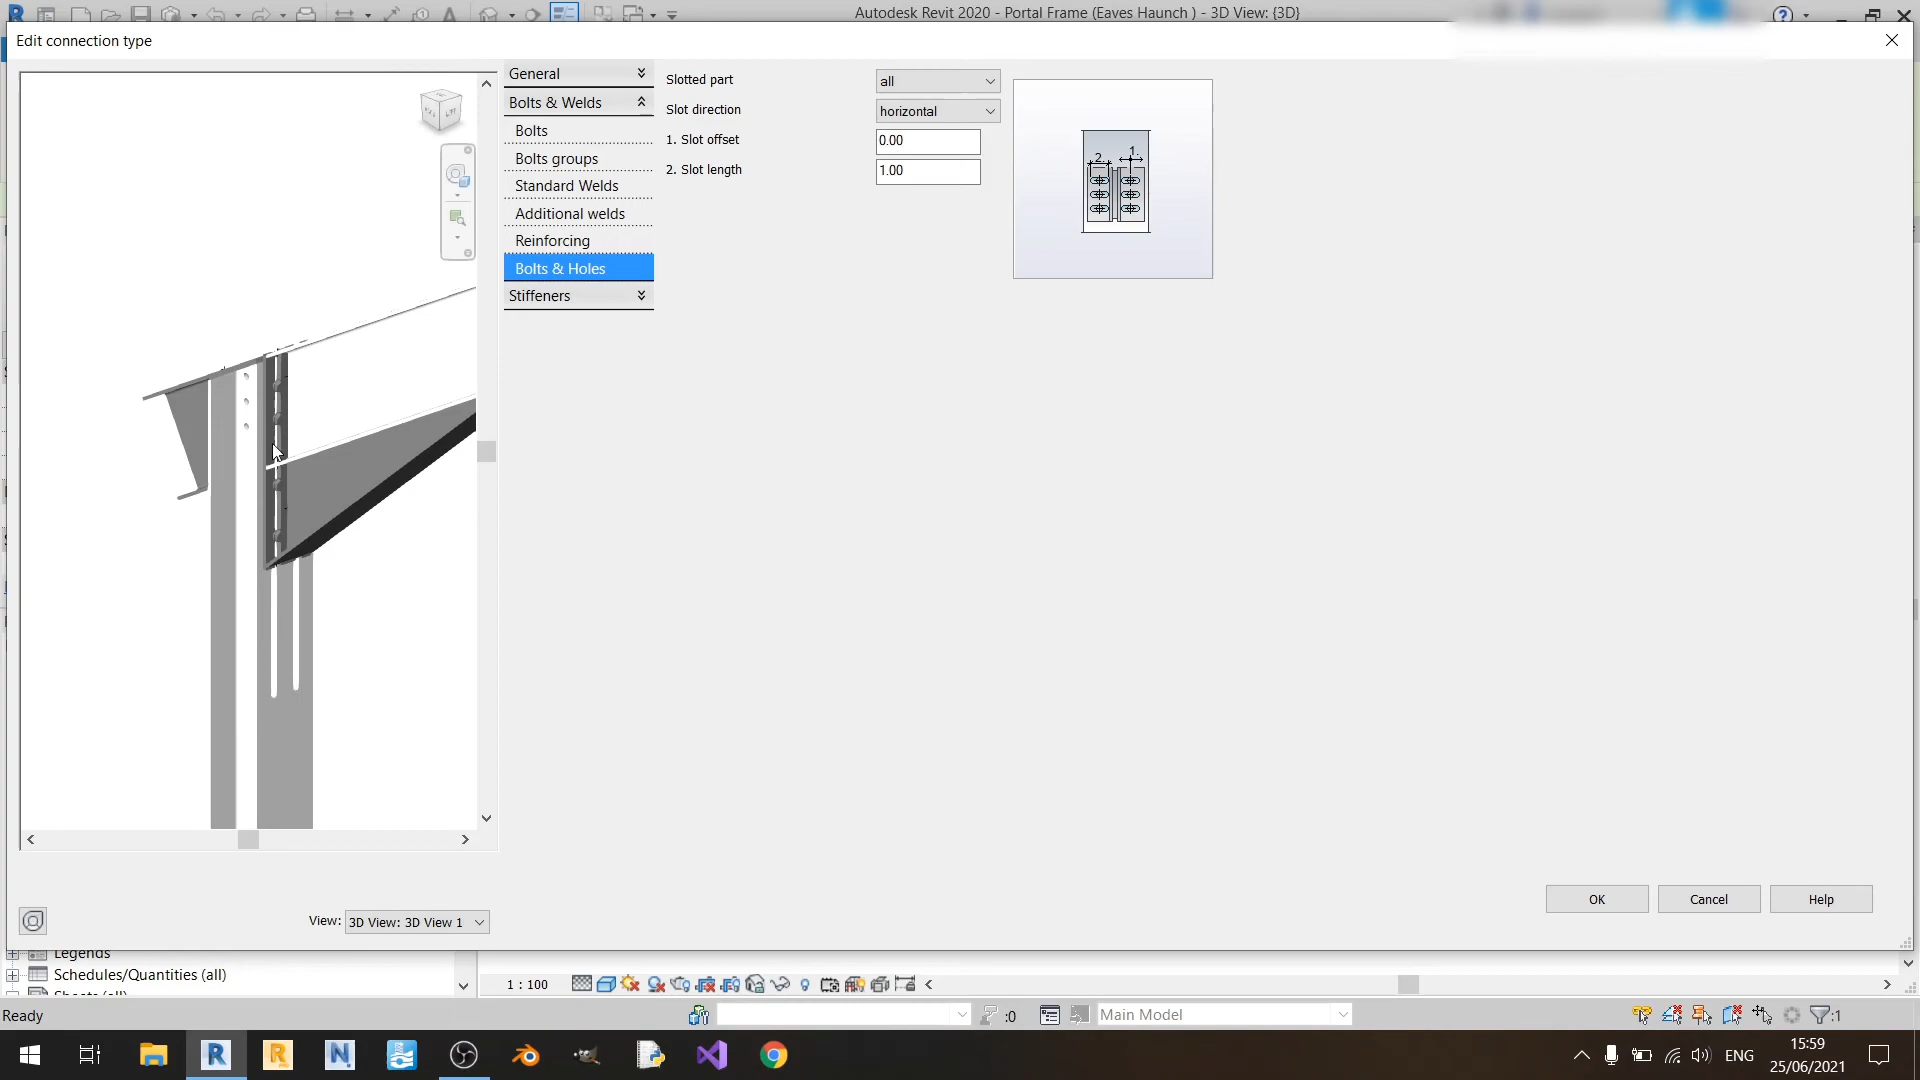 Autodesk Revit 2020 - Portal Frame (Eaves Haunch ) - 3D View: {3D}
Edit connection type
General
Bolts & Welds
Bolts
Bolts groups
Standard Welds
Additional welds
Reinforcing
Bolts & Holes
Stiffeners
Slotted part
all
Slot direction
horizontal
1. Slot offset
0.00
2. Slot length
1.00
2.
1.
View:
3D View: 3D View 1
OK
Cancel
Help
Legends
Schedules/Quantities (all)
1 : 100
Ready
:0
Main Model
:1
ENG
15:59
25/06/2021